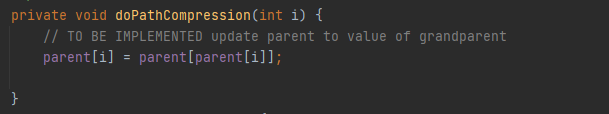 private void doPathCompression(int i) {
    // TO BE IMPLEMENTED update parent to value of grandparent
    parent[i] = parent[parent[i]];
}